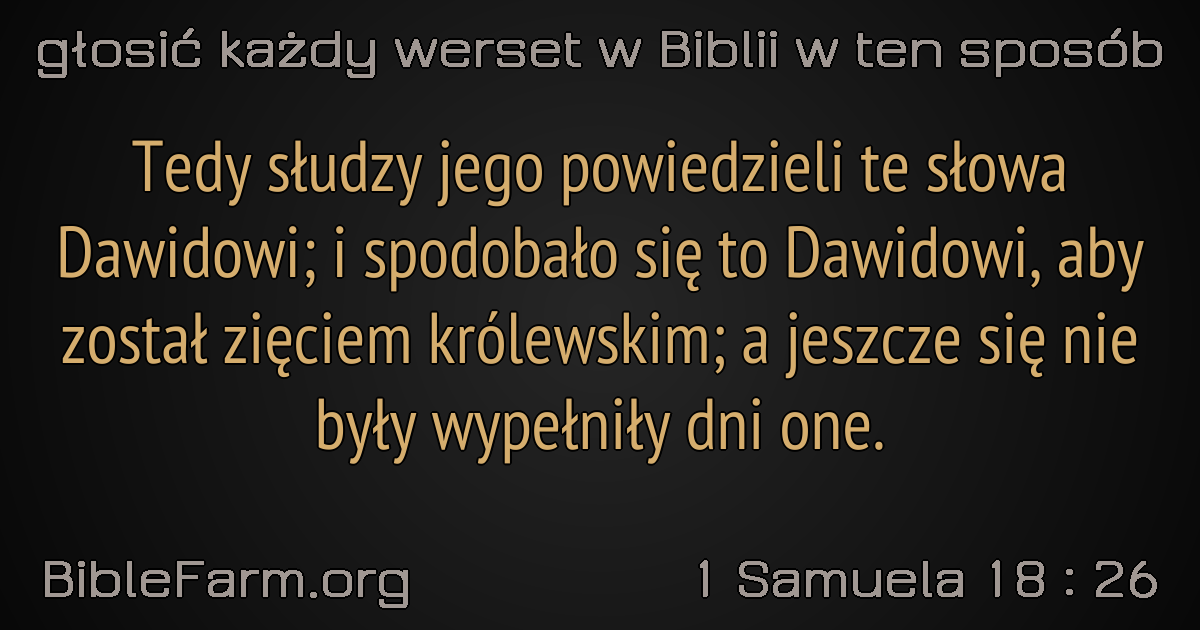 głosić każdy werset w Biblii w ten sposób
Tedy słudzy jego powiedzieli te słowa
Dawidowi; i spodobało się to Dawidowi, aby
został zięciem królewskim; a jeszcze się nie
były wypełniły dni one.
BibleFarm.org
1 Samuela 18 : 26